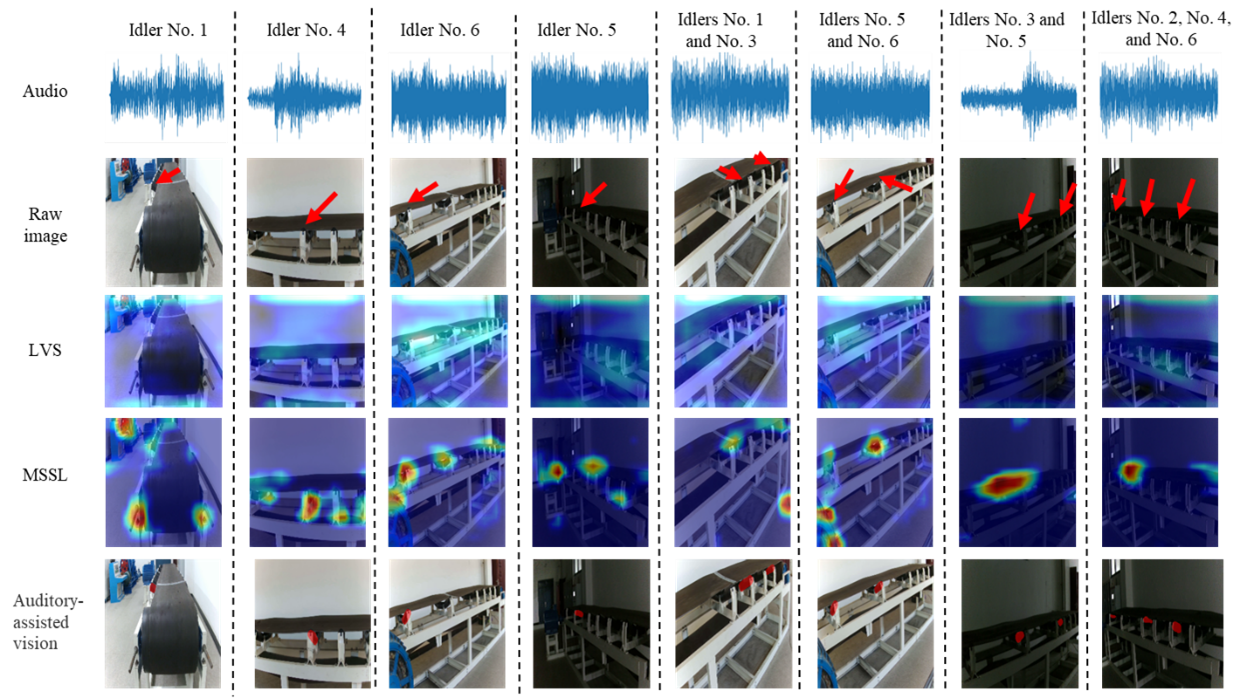 Idler No. 1
Idler No. 4
Idler No. 6
Idler No. 5
Idlers No. 1
and No. 3
Idlers No. 5
and No. 6
Idlers No. 3 and
No. 5
Idlers No. 2, No. 4,
and No. 6
Audio
Raw
image
LVS
MSSL
Auditory-
assisted
vision